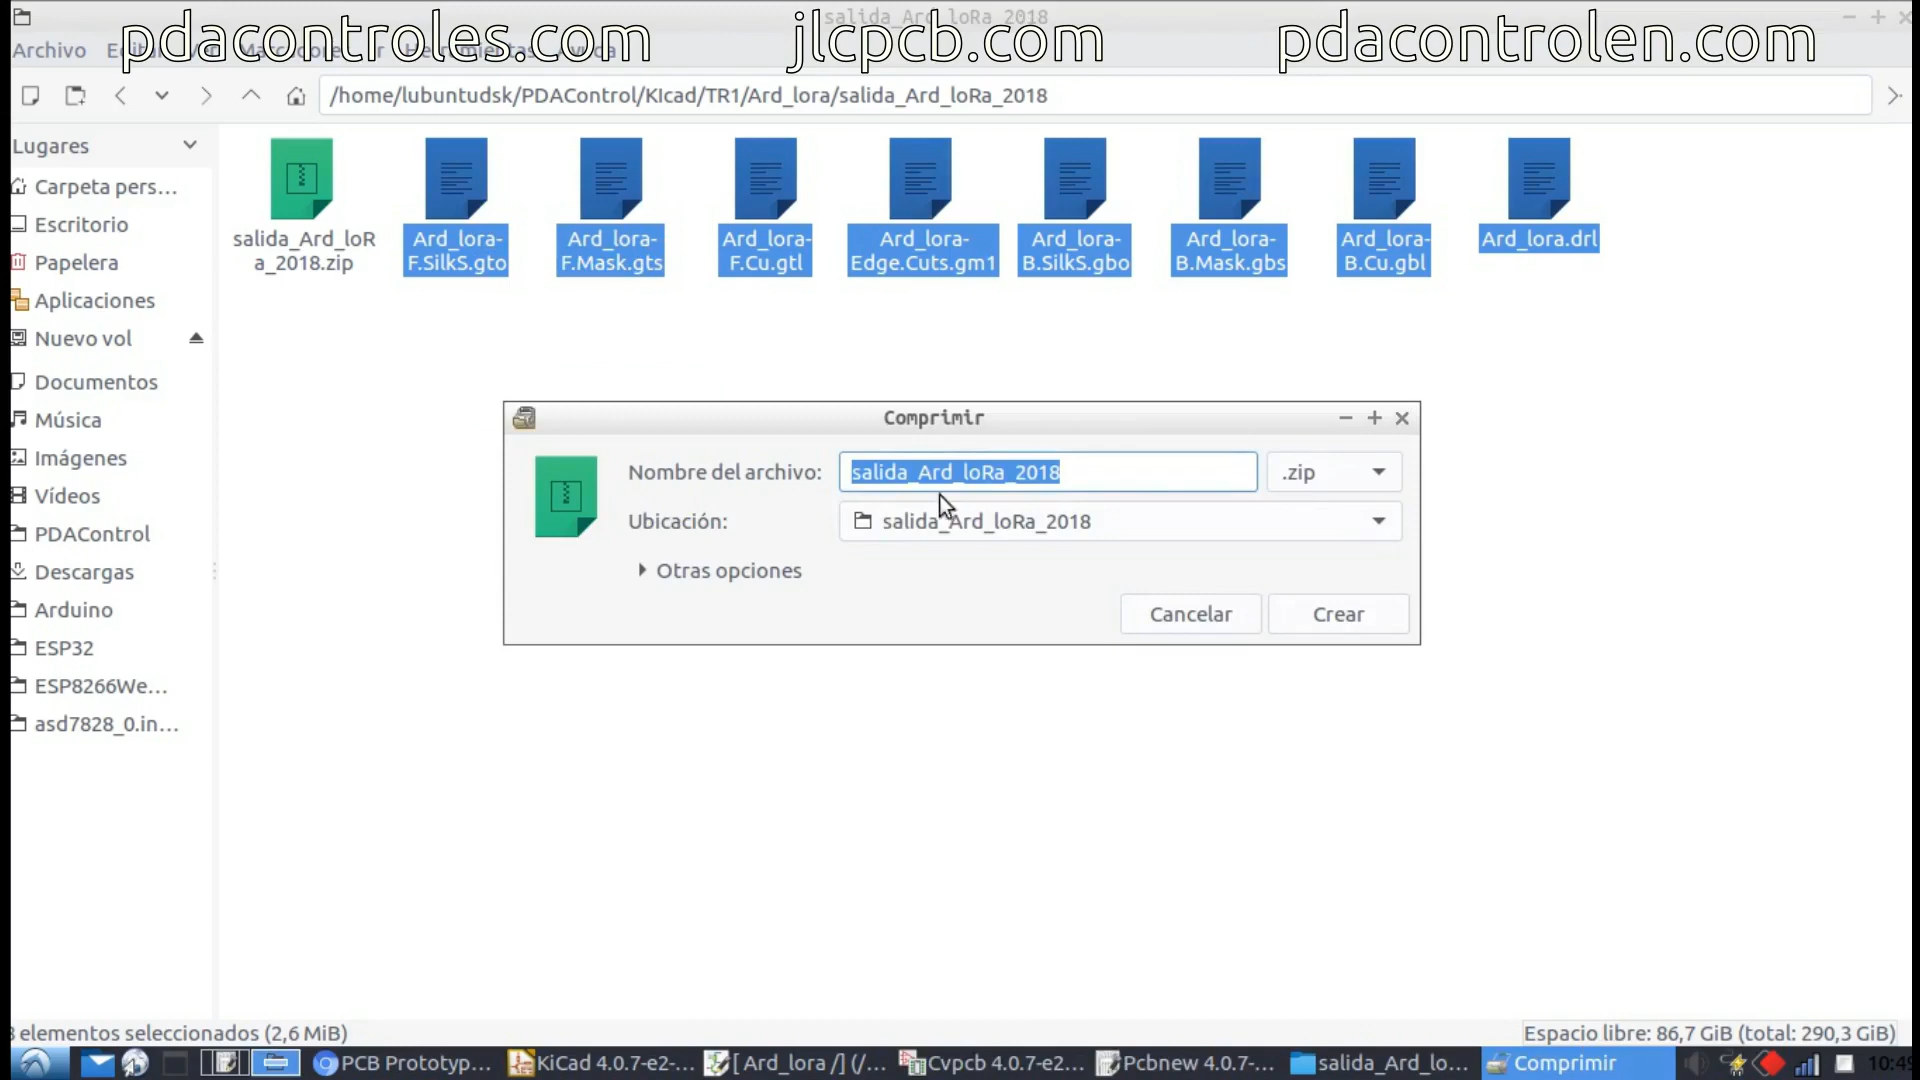 salida_Ard_loRa_2018
pdacontroles.com jlcpcb.com pdacontrolen.com
Archivo
/home/lubuntudsk/PDAControl/KIcad/TR1/Ard_lora/salida_Ard_loRa_2018
Lugares
Carpeta pers...
Escritorio
Papelera
Aplicaciones
Nuevo vol
Documentos
Música
Imágenes
Vídeos
PDAControl
Descargas
Arduino
ESP32
ESP8266We...
asd7828_0.in...
salida_Ard_loR
a_2018.zip
Ard_lora-
F.SilkS.gto
Ard_lora-
F.Mask.gts
Ard_lora-
F.Cu.gtl
Ard_lora-
Edge.Cuts.gm1
Ard_lora-
B.SilkS.gbo
Ard_lora-
B.Mask.gbs
Ard_lora-
B.Cu.gbl
Ard_lora.drl
Comprimir
Nombre del archivo: salida_Ard_loRa_2018 .zip
Ubicación: salida_Ard_loRa_2018
Otras opciones
Cancelar Crear
elementos seleccionados (2,6 MiB)
Espacio libre: 86,7 GiB (total: 290,3 GiB)
PCB Prototyp... KiCad 4.0.7-e2-... [ Ard_lora /] (/... Cvpcb 4.0.7-e2... Pcbnew 4.0.7-... salida_Ard_lo... Comprimir 10:49